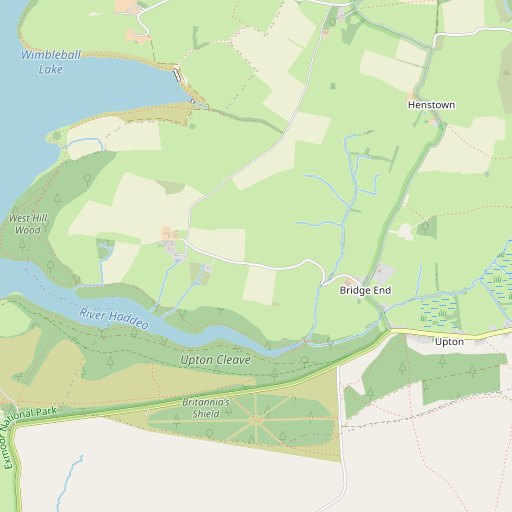 Wimbleball
Lake
Henstown
West Hill
Wood
Bridge End
River Haddeo
Upton
Upton Cleave
Britannia's
Shield
Exmoor National Park